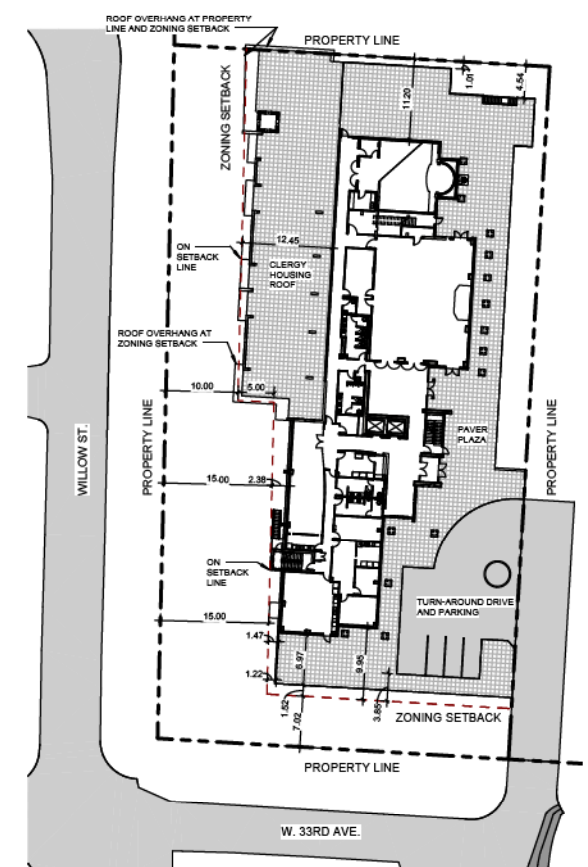 ROOF OVERHANG AT PROPERTY
LINE AND ZONING SETBACK
PROPERTY LINE
ZONING SETBACK
1.01
4.54
11.20
12.45
ON
SETBACK
LINE
CLERGY
HOUSING
ROOF
ROOF OVERHANG AT
ZONING SETBACK
10.00
5.00
WILLOW ST.
PROPERTY LINE
PAVER
PLAZA
PROPERTY LINE
15.00
2.38
ON
SETBACK
LINE
TURN-AROUND DRIVE
AND PARKING
15.00
1.47
6.97
9.95
1.22
1.52
7.02
3.85
ZONING SETBACK
PROPERTY LINE
W. 33RD AVE.